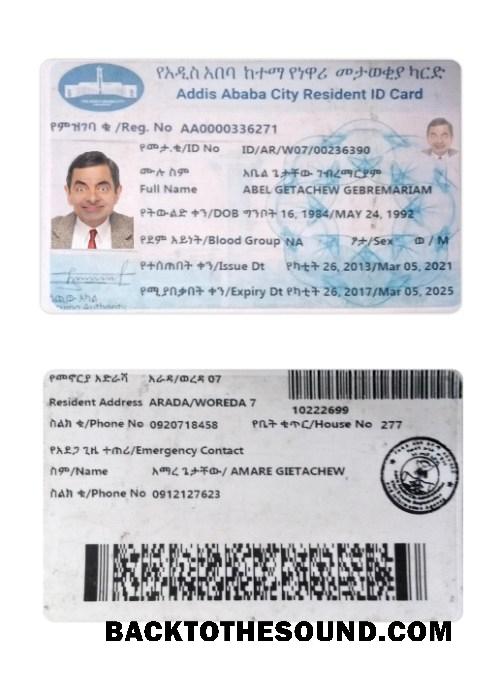 የአዲስ አበባ ከተማ የነዋሪ መታወቂያ ካርድ
Addis Ababa City Resident ID Card
የምዝገባ ቁ /Reg. No AA0000336271
የመታ.ቁ/ID No ID/AR/W07/00236390
ሙሉ ስም አቤል ጌታቸው ገብረማርያም
Full Name ABEL GETACHEW GEBREMARIAM
የትውልድ ቀን/DOB ግንቦት 16, 1984/MAY 24, 1992
የደም አይነት/Blood Group NA ፆታ/Sex ወ / M
የተሰጠበት ቀን/Issue Dt የካቲት 26, 2013/Mar 05, 2021
የሚያበቃበት ቀን/Expiry Dt የካቲት 26, 2017/Mar 05, 2025
የመኖርያ አድራሻ አራዳ/ወረዳ 07
Resident Address ARADA/WOREDA 7
10222699
ስልክ ቁ/Phone No 0920718458 የቤት ቁጥር/House No 277
የአደጋ ጊዜ ተጠሪ/Emergency Contact
ስም/Name አማረ ጌታቸው/ AMARE GIETACHEW
ስልክ ቁ/Phone No 0912127623
BACKTOTHESOUND.COM